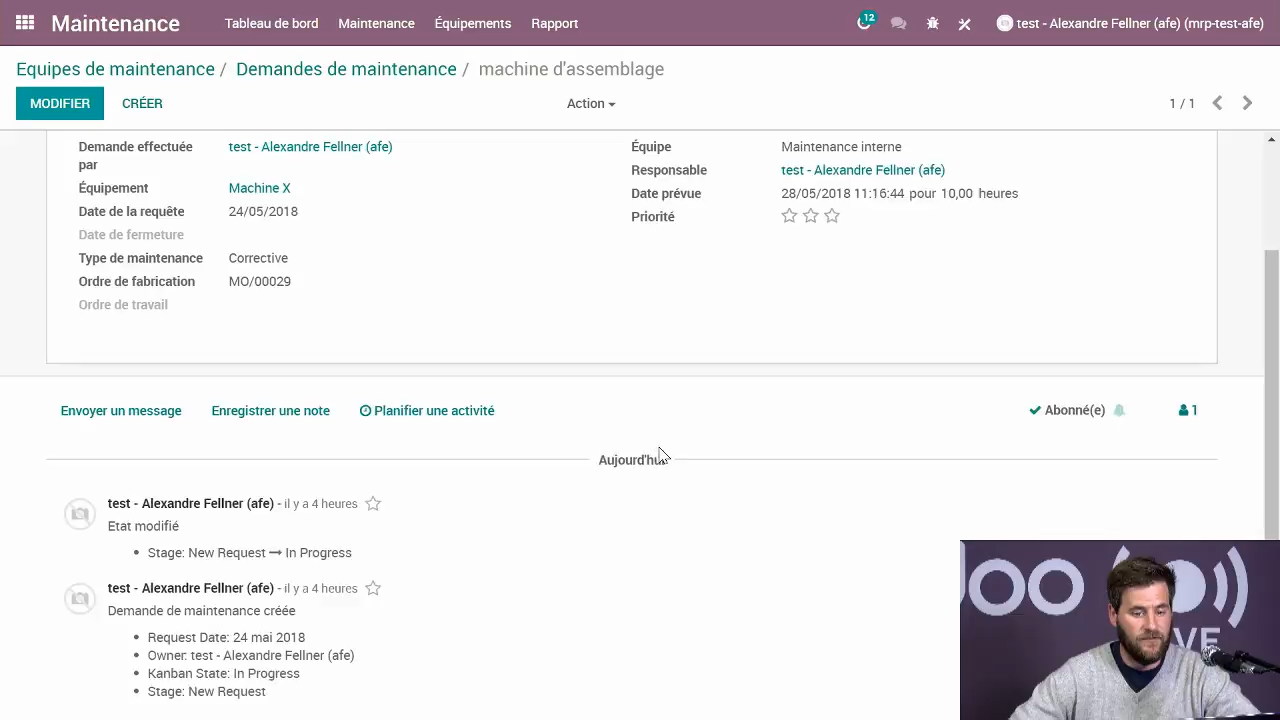 Maintenance Tableau de bord Maintenance Équipements Rapport 12 test - Alexandre Fellner (afe) (mrp-test-afe)
Equipes de maintenance / Demandes de maintenance / machine d'assemblage
MODIFIER CRÉER Action 1 / 1
Demande effectuée par test - Alexandre Fellner (afe)
Équipement Machine X
Date de la requête 24/05/2018
Date de fermeture
Type de maintenance Corrective
Ordre de fabrication MO/00029
Ordre de travail
Équipe Maintenance interne
Responsable test - Alexandre Fellner (afe)
Date prévue 28/05/2018 11:16:44 pour 10,00 heures
Priorité
Envoyer un message Enregistrer une note Planifier une activité Abonné(e) 1
Aujourd'hui
test - Alexandre Fellner (afe) - il y a 4 heures
Etat modifié
• Stage: New Request → In Progress
test - Alexandre Fellner (afe) - il y a 4 heures
Demande de maintenance créée
• Request Date: 24 mai 2018
• Owner: test - Alexandre Fellner (afe)
• Kanban State: In Progress
• Stage: New Request